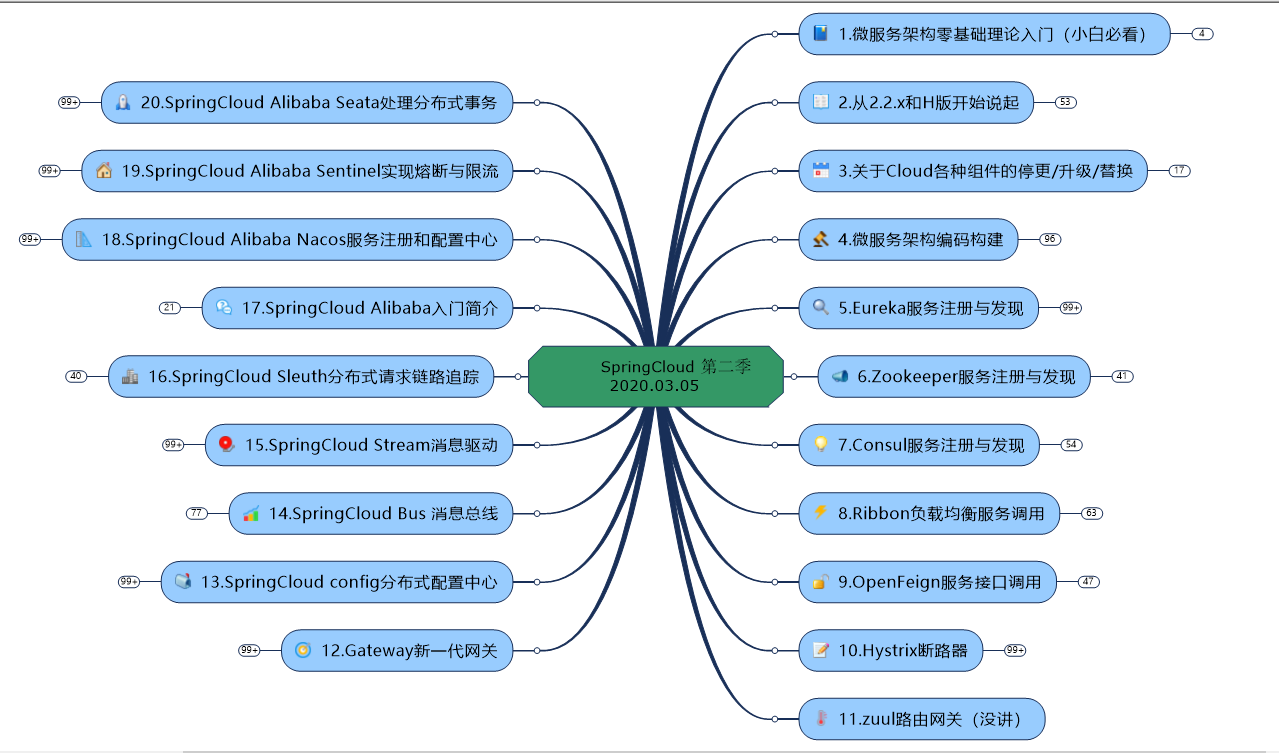 SpringCloud 第二季
2020.03.05
1.微服务架构零基础理论入门（小白必看）
4
2.从2.2.x和H版开始说起
53
3.关于Cloud各种组件的停更/升级/替换
17
4.微服务架构编码构建
96
5.Eureka服务注册与发现
99+
6.Zookeeper服务注册与发现
41
7.Consul服务注册与发现
54
8.Ribbon负载均衡服务调用
63
9.OpenFeign服务接口调用
47
10.Hystrix断路器
99+
11.zuul路由网关（没讲）
12.Gateway新一代网关
99+
13.SpringCloud config分布式配置中心
99+
14.SpringCloud Bus 消息总线
77
15.SpringCloud Stream消息驱动
99+
16.SpringCloud Sleuth分布式请求链路追踪
40
17.SpringCloud Alibaba入门简介
21
18.SpringCloud Alibaba Nacos服务注册和配置中心
99+
19.SpringCloud Alibaba Sentinel实现熔断与限流
99+
20.SpringCloud Alibaba Seata处理分布式事务
99+